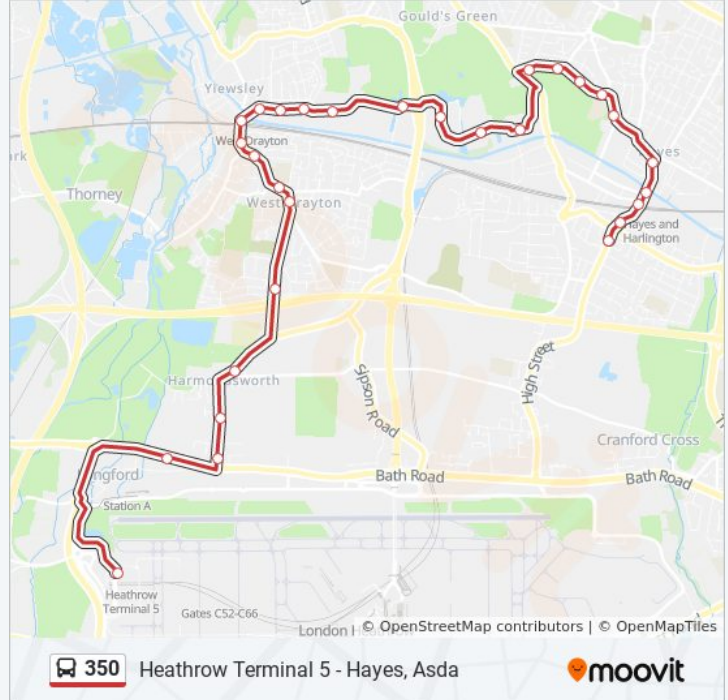 Gould's Green
Yiewsley
West Drayton
Thorney
West Drayton
Hayes and
Harlington
High Street
Sipson Road
Cranford Cross
Bath Road
Bath Road
Station A
Heathrow
Terminal 5
Gates C52-C66
London
© OpenStreetMap contributors | © OpenMapTiles
350
Heathrow Terminal 5 - Hayes, Asda
moovit